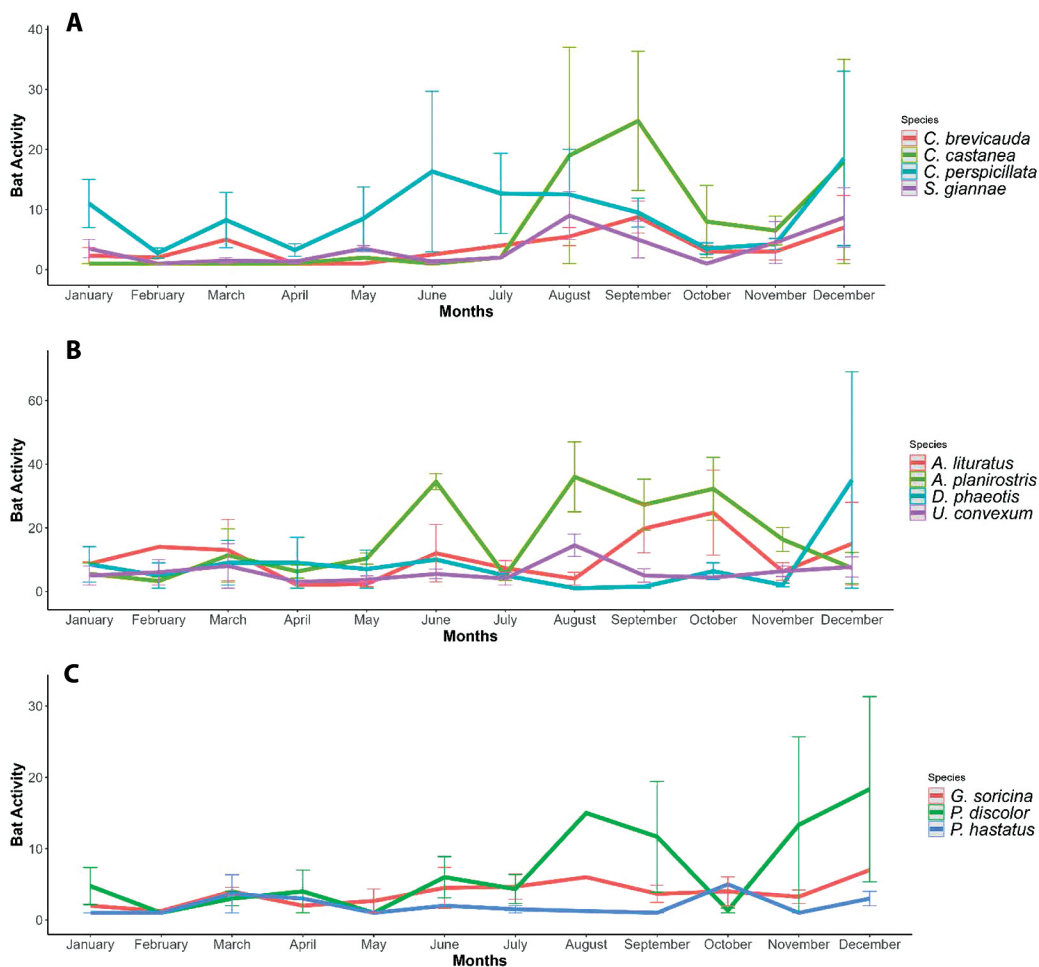 A
40
30
20
10
0
Bat Activity
January February March April May June July August September October November December
Months
Species
C. brevicauda
C. castanea
C. perspicillata
S. giannae
B
60
40
20
0
Bat Activity
January February March April May June July August September October November December
Months
Species
A. lituratus
A. planirostris
D. phaeotis
U. convexum
C
30
20
10
0
Bat Activity
January February March April May June July August September October November December
Months
Species
G. soricina
P. discolor
P. hastatus